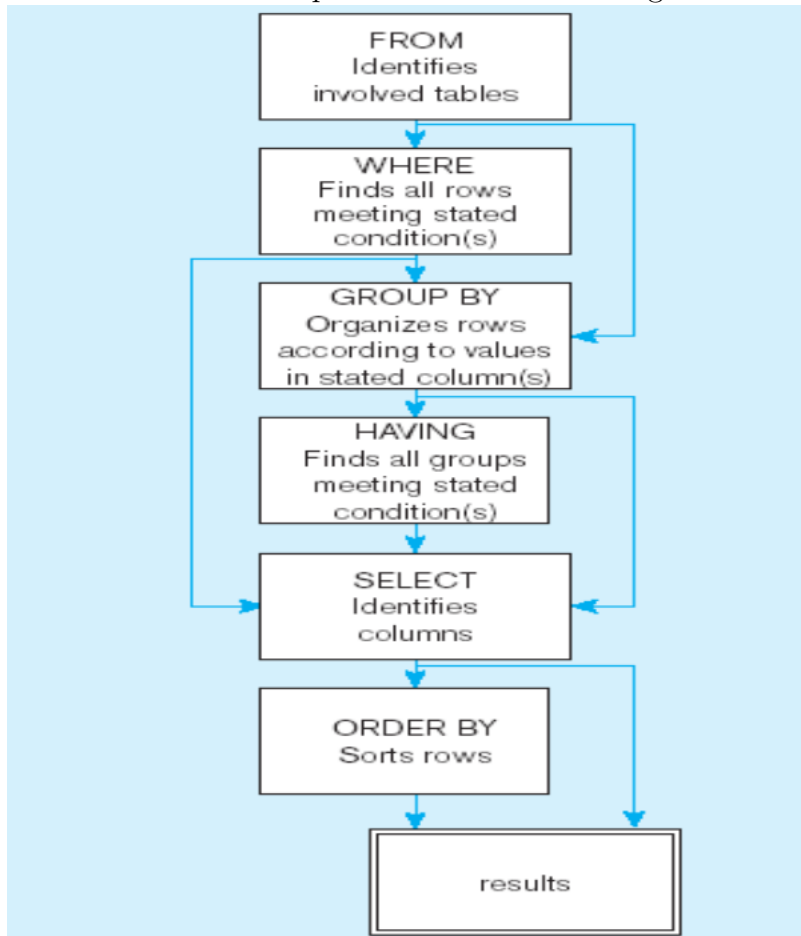 FROM
Identifies
involved tables
WHERE
Finds all rows
meeting stated
condition(s)
GROUP BY
Organizes rows
according to values
in stated column(s)
HAVING
Finds all groups
meeting stated
condition(s)
SELECT
Identifies
columns
ORDER BY
Sorts rows
results